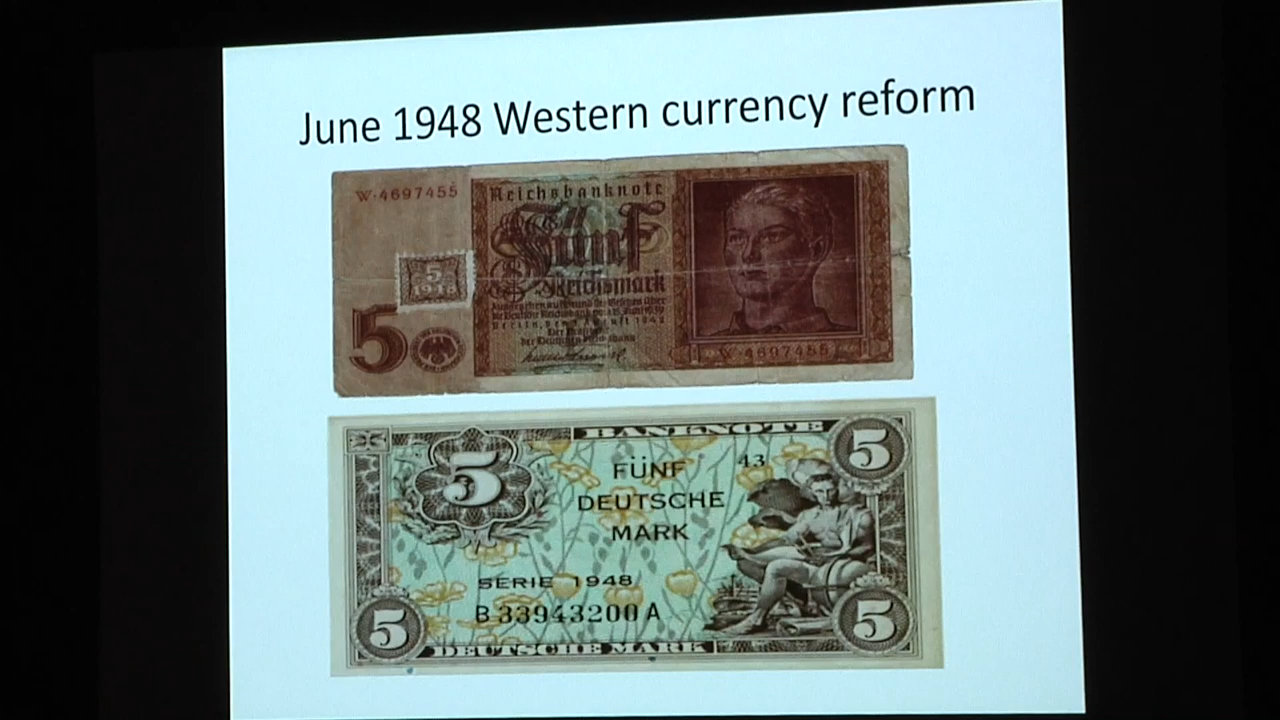 June 1948 Western currency reform
W·4697455
Reichsbanknote
Fünf
Reichsmark
5
1948
5
W·4697455
BANKNOTE
5
5
43
FÜNF
DEUTSCHE
MARK
SERIE 1948
B33943200A
5
5
DEUTSCHE MARK